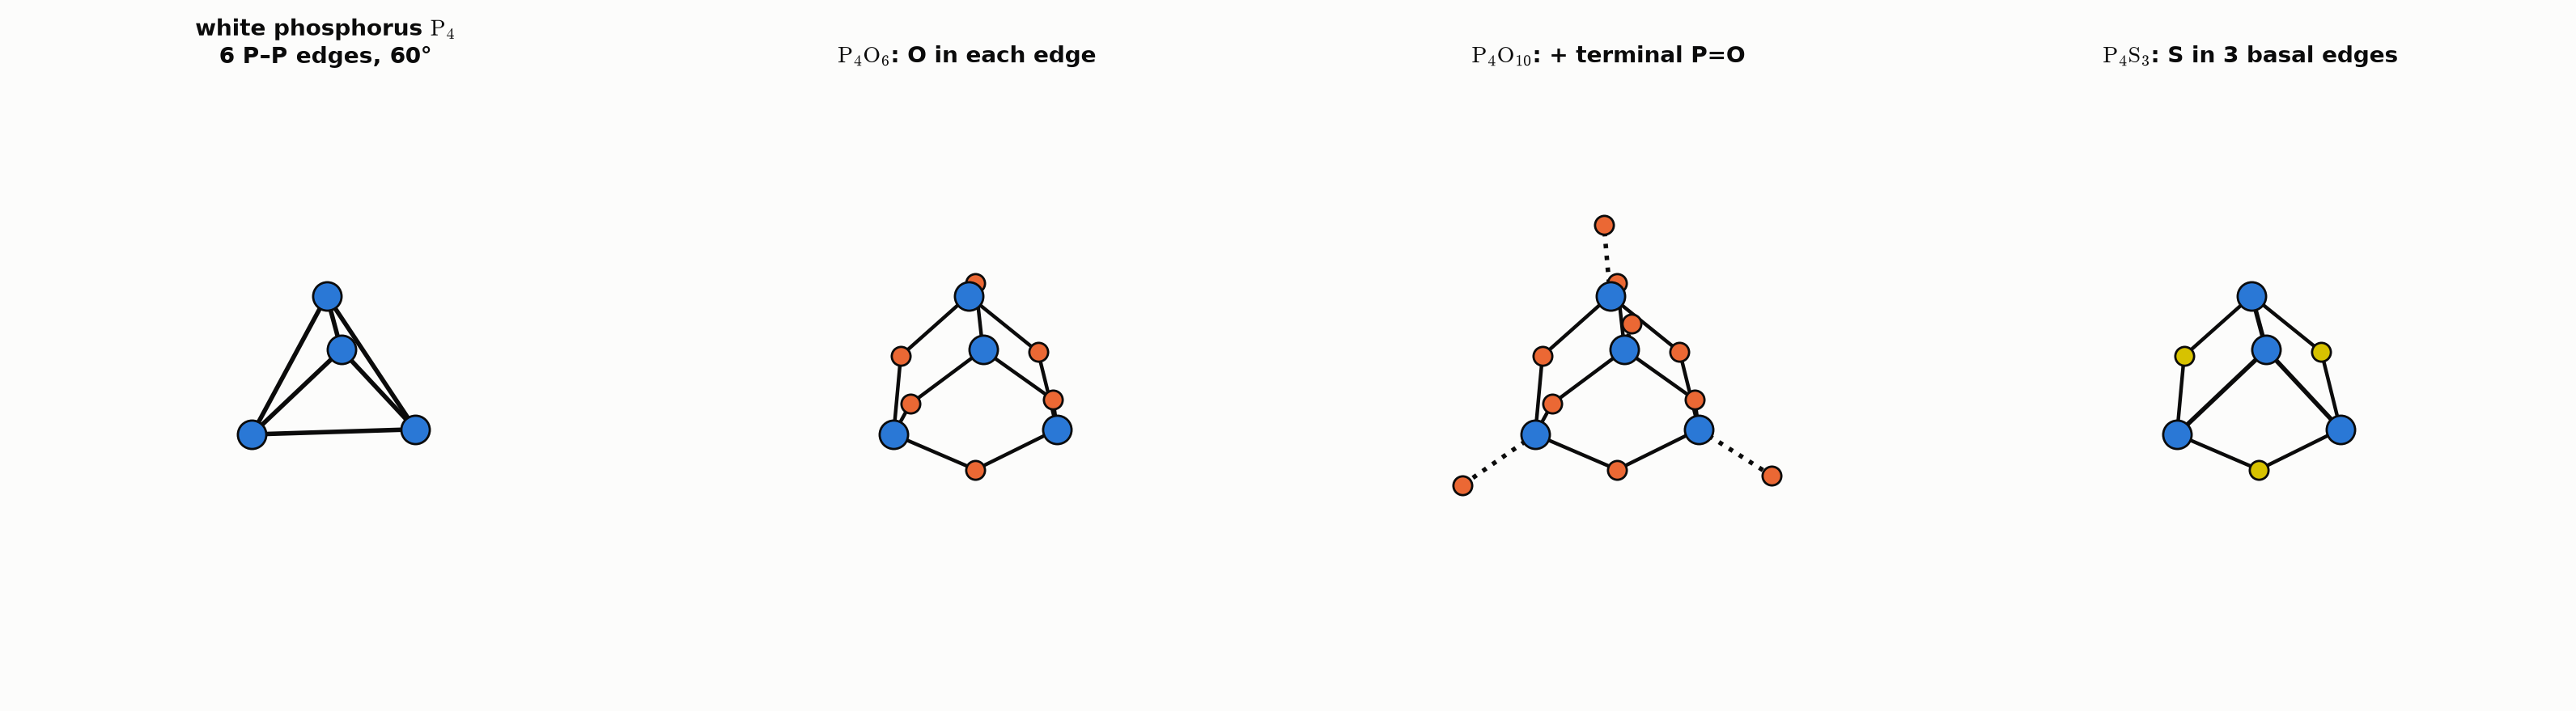 white phosphorus P₄
6 P–P edges, 60°
P₄O₆: O in each edge
P₄O₁₀: + terminal P=O
P₄S₃: S in 3 basal edges